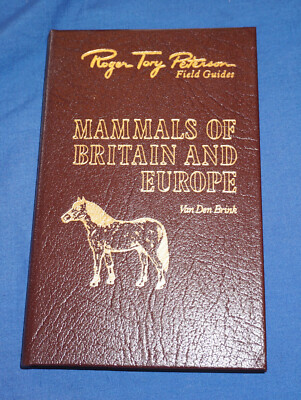 Roger Tory Peterson
Field Guides
MAMMALS OF
BRITAIN AND
EUROPE
Van Den Brink